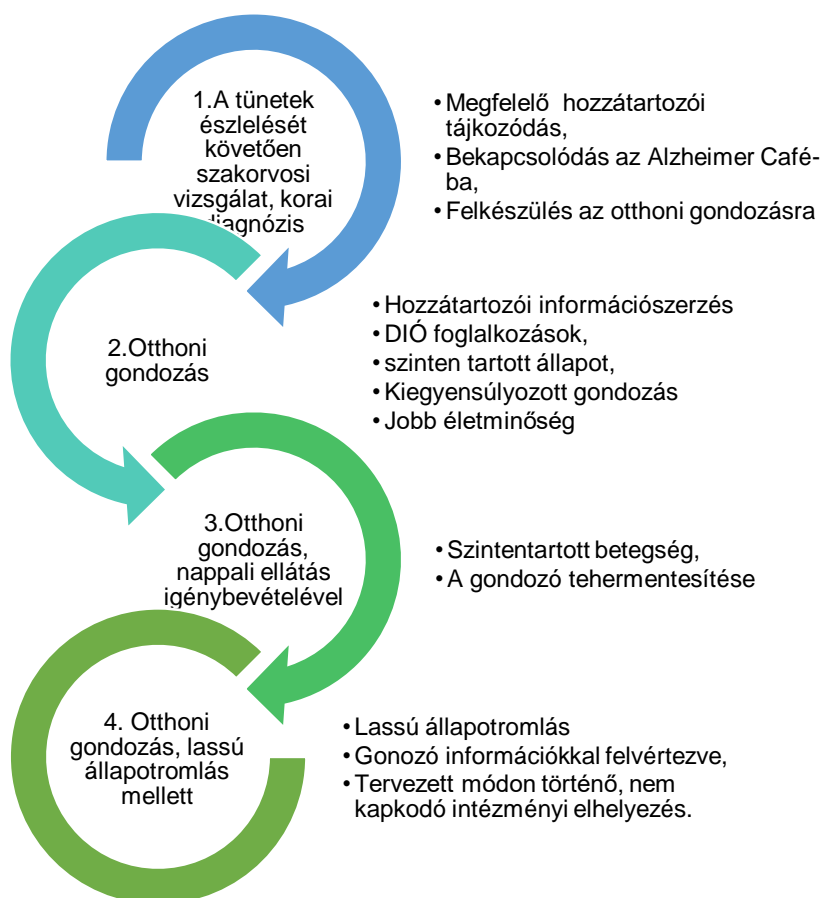 1.A tünetek
észlelését
követően
szakorvosi
vizsgálat, korai
diagnózis
• Megfelelő hozzátartozói
tájkozódás,
• Bekapcsolódás az Alzheimer Café-
ba,
• Felkészülés az otthoni gondozásra
2.Otthoni
gondozás
• Hozzátartozói információszerzés
• DIÓ foglalkozások,
• szinten tartott állapot,
• Kiegyensúlyozott gondozás
• Jobb életminőség
3.Otthoni
gondozás,
nappali ellátás
igénybevételével
• Szintentartott betegség,
• A gondozó tehermentesítése
4. Otthoni
gondozás, lassú
állapotromlás
mellett
• Lassú állapotromlás
• Gonozó információkkal felvértezve,
• Tervezett módon történő, nem
kapkodó intézményi elhelyezés.